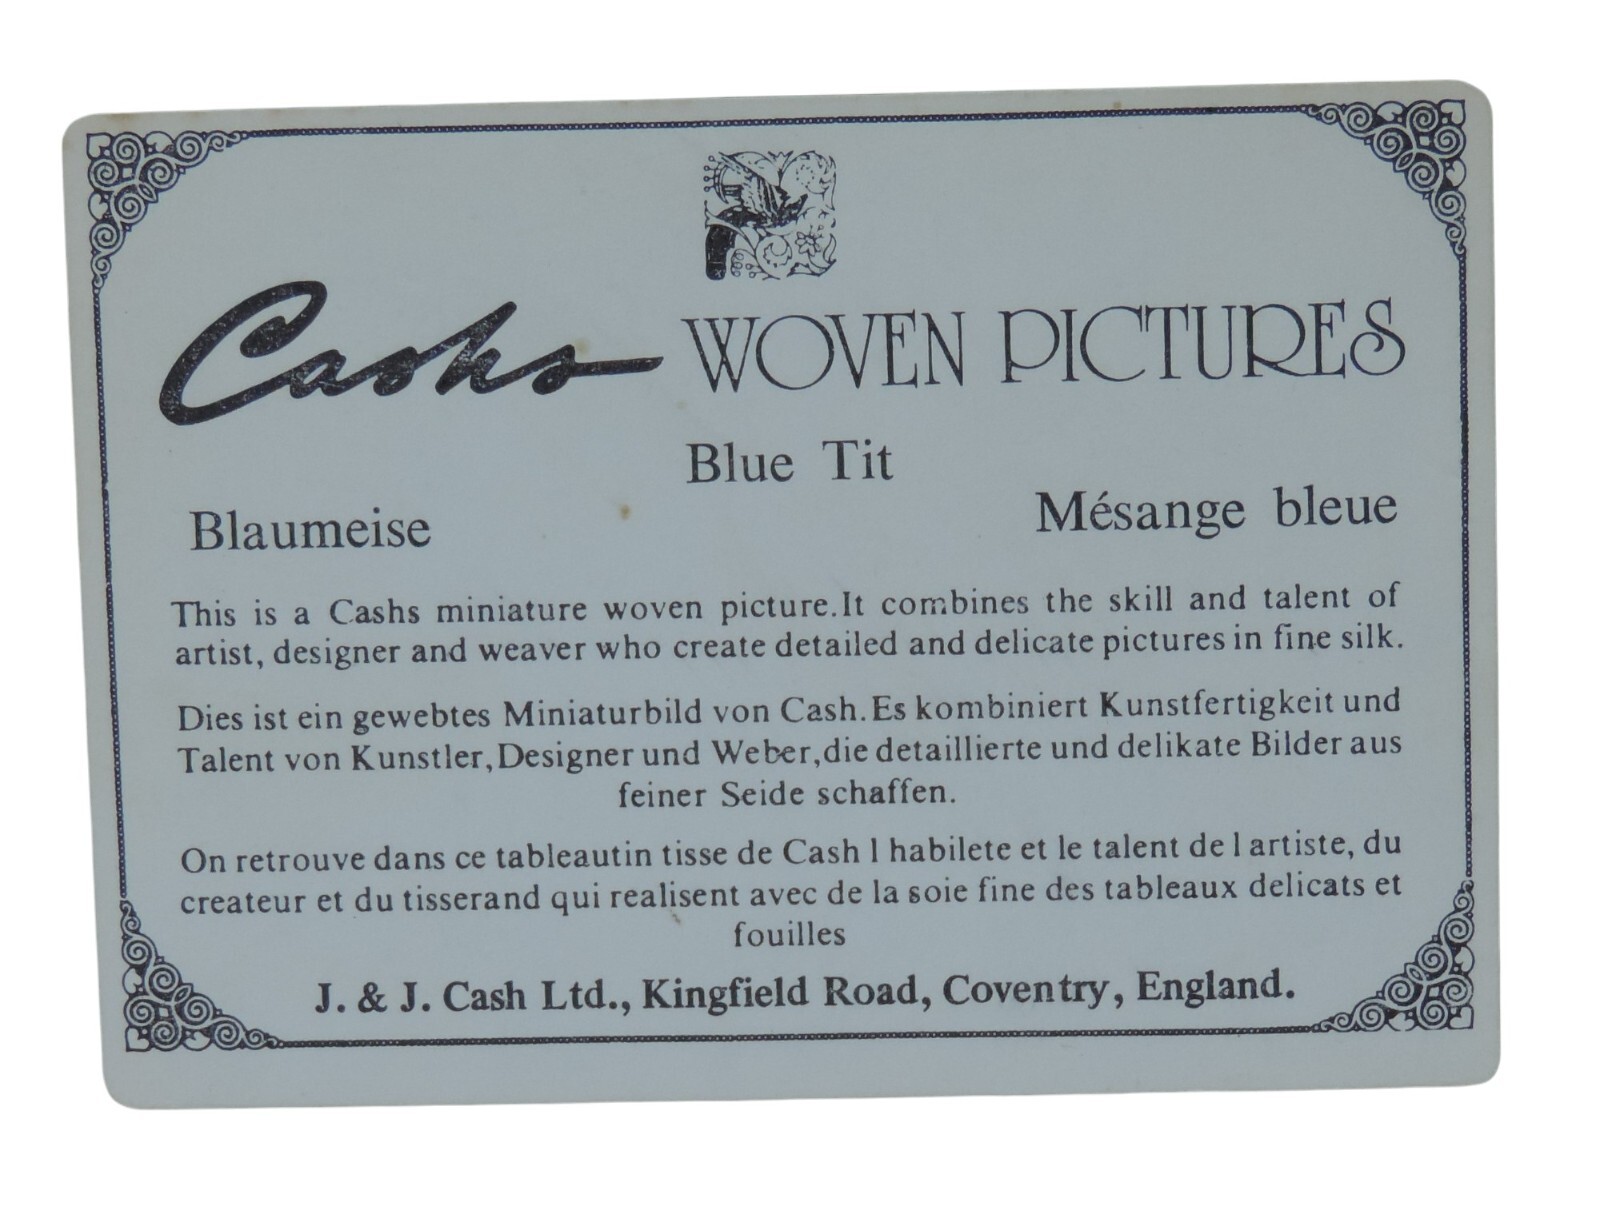 Cashs WOVEN PICTURES
Blue Tit
Blaumeise
Mésange bleue
This is a Cashs miniature woven picture.It combines the skill and talent of
artist, designer and weaver who create detailed and delicate pictures in fine silk.
Dies ist ein gewebtes Miniaturbild von Cash.Es kombiniert Kunstfertigkeit und
Talent von Kunstler,Designer und Weber,die detaillierte und delikate Bilder aus
feiner Seide schaffen.
On retrouve dans ce tableautin tisse de Cash l habilete et le talent de l artiste, du
createur et du tisserand qui realisent avec de la soie fine des tableaux delicats et
fouilles
J. & J. Cash Ltd., Kingfield Road, Coventry, England.